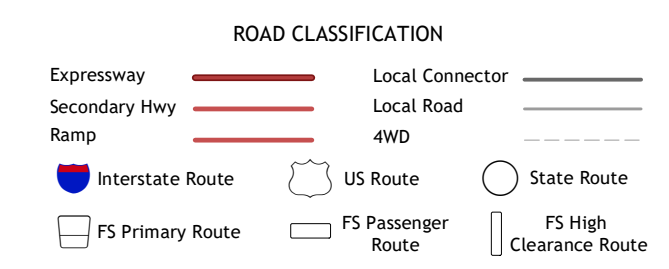 ROAD CLASSIFICATION
Expressway
Local Connector
Secondary Hwy
Local Road
Ramp
4WD
Interstate Route
US Route
State Route
FS Primary Route
FS Passenger
Route
FS High
Clearance Route